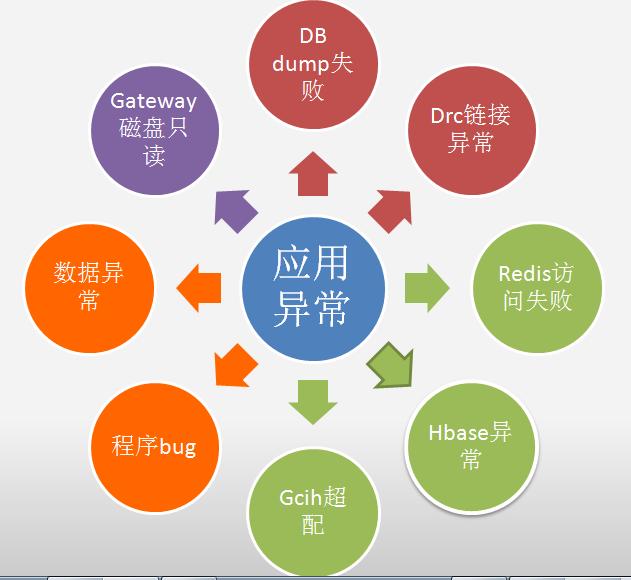 DB
dump失
败
Gateway
磁盘只
读
Drc链接
异常
数据异
常
应用
异常
Redis访
问失败
程序bug
Hbase异
常
Gcih超
配